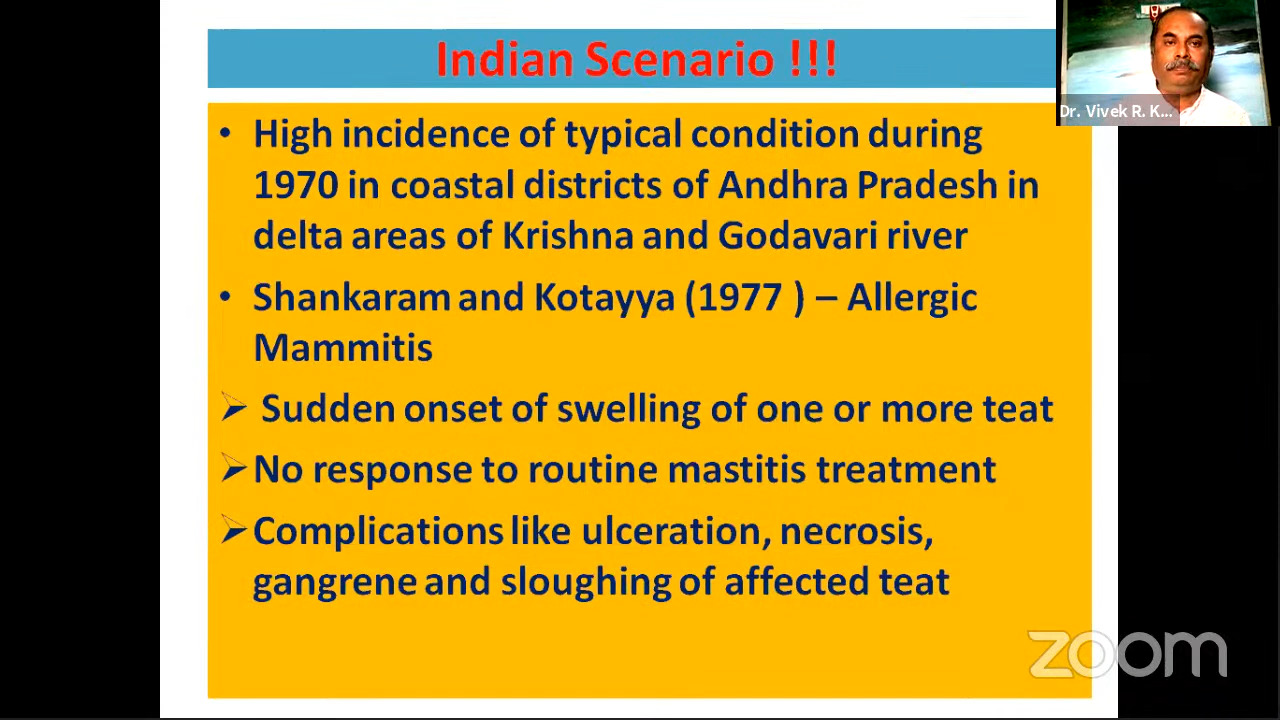 Indian Scenario !!!
Dr. Vivek R. K...
• High incidence of typical condition during
1970 in coastal districts of Andhra Pradesh in
delta areas of Krishna and Godavari river
• Shankaram and Kotayya (1977 ) – Allergic
Mammitis
➢ Sudden onset of swelling of one or more teat
➢ No response to routine mastitis treatment
➢ Complications like ulceration, necrosis,
gangrene and sloughing of affected teat
zoom